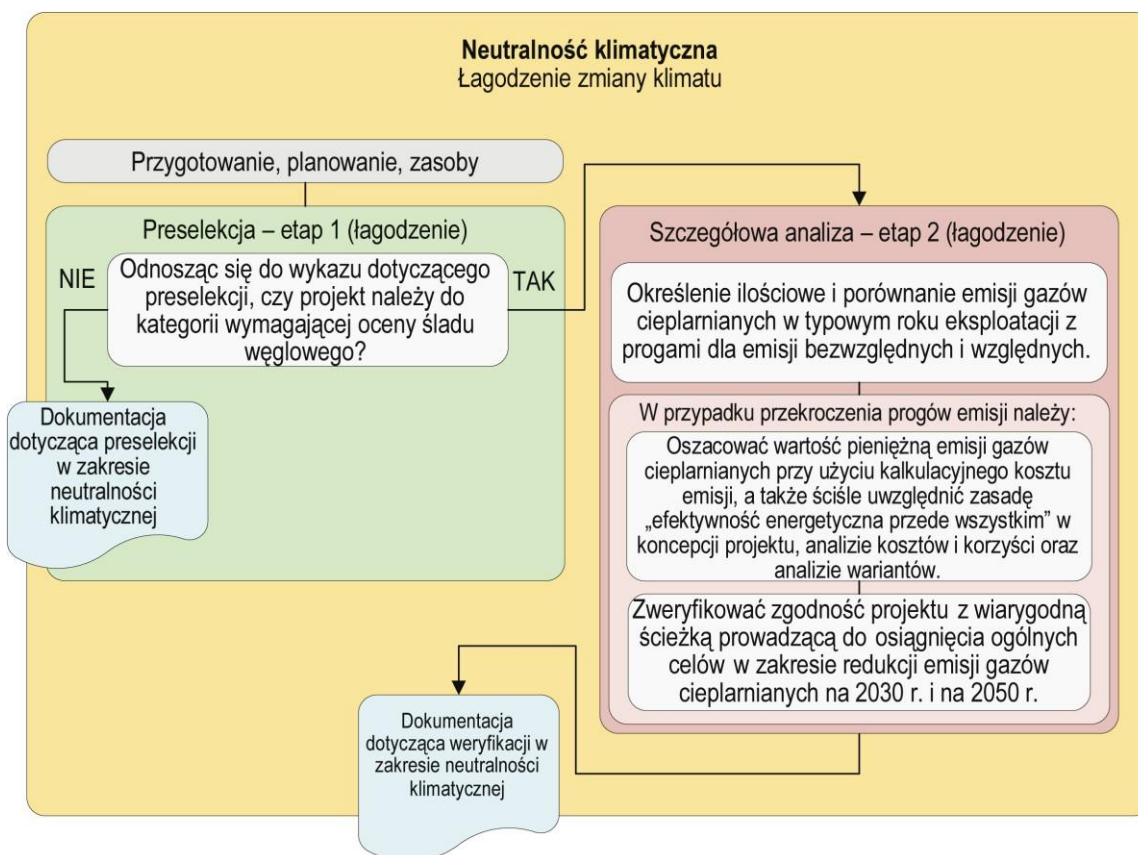 Neutralność klimatyczna
Łagodzenie zmiany klimatu
Przygotowanie, planowanie, zasoby
Preselekcja – etap 1 (łagodzenie)
NIE
Odnosząc się do wykazu dotyczącego
preselekcji, czy projekt należy do
kategorii wymagającej oceny śladu
węglowego?
TAK
Dokumentacja
dotycząca preselekcji
w zakresie
neutralności
klimatycznej
Szczegółowa analiza – etap 2 (łagodzenie)
Określenie ilościowe i porównanie emisji gazów
cieplarnianych w typowym roku eksploatacji z
progami dla emisji bezwzględnych i względnych.
W przypadku przekroczenia progów emisji należy:
Oszacować wartość pieniężną emisji gazów
cieplarnianych przy użyciu kalkulacyjnego kosztu
emisji, a także ściśle uwzględnić zasadę
„efektywność energetyczna przede wszystkim” w
koncepcji projektu, analizie kosztów i korzyści oraz
analizie wariantów.
Zweryfikować zgodność projektu z wiarygodną
ścieżką prowadzącą do osiągnięcia ogólnych
celów w zakresie redukcji emisji gazów
cieplarnianych na 2030 r. i na 2050 r.
Dokumentacja
dotycząca weryfikacji w
zakresie neutralności
klimatycznej